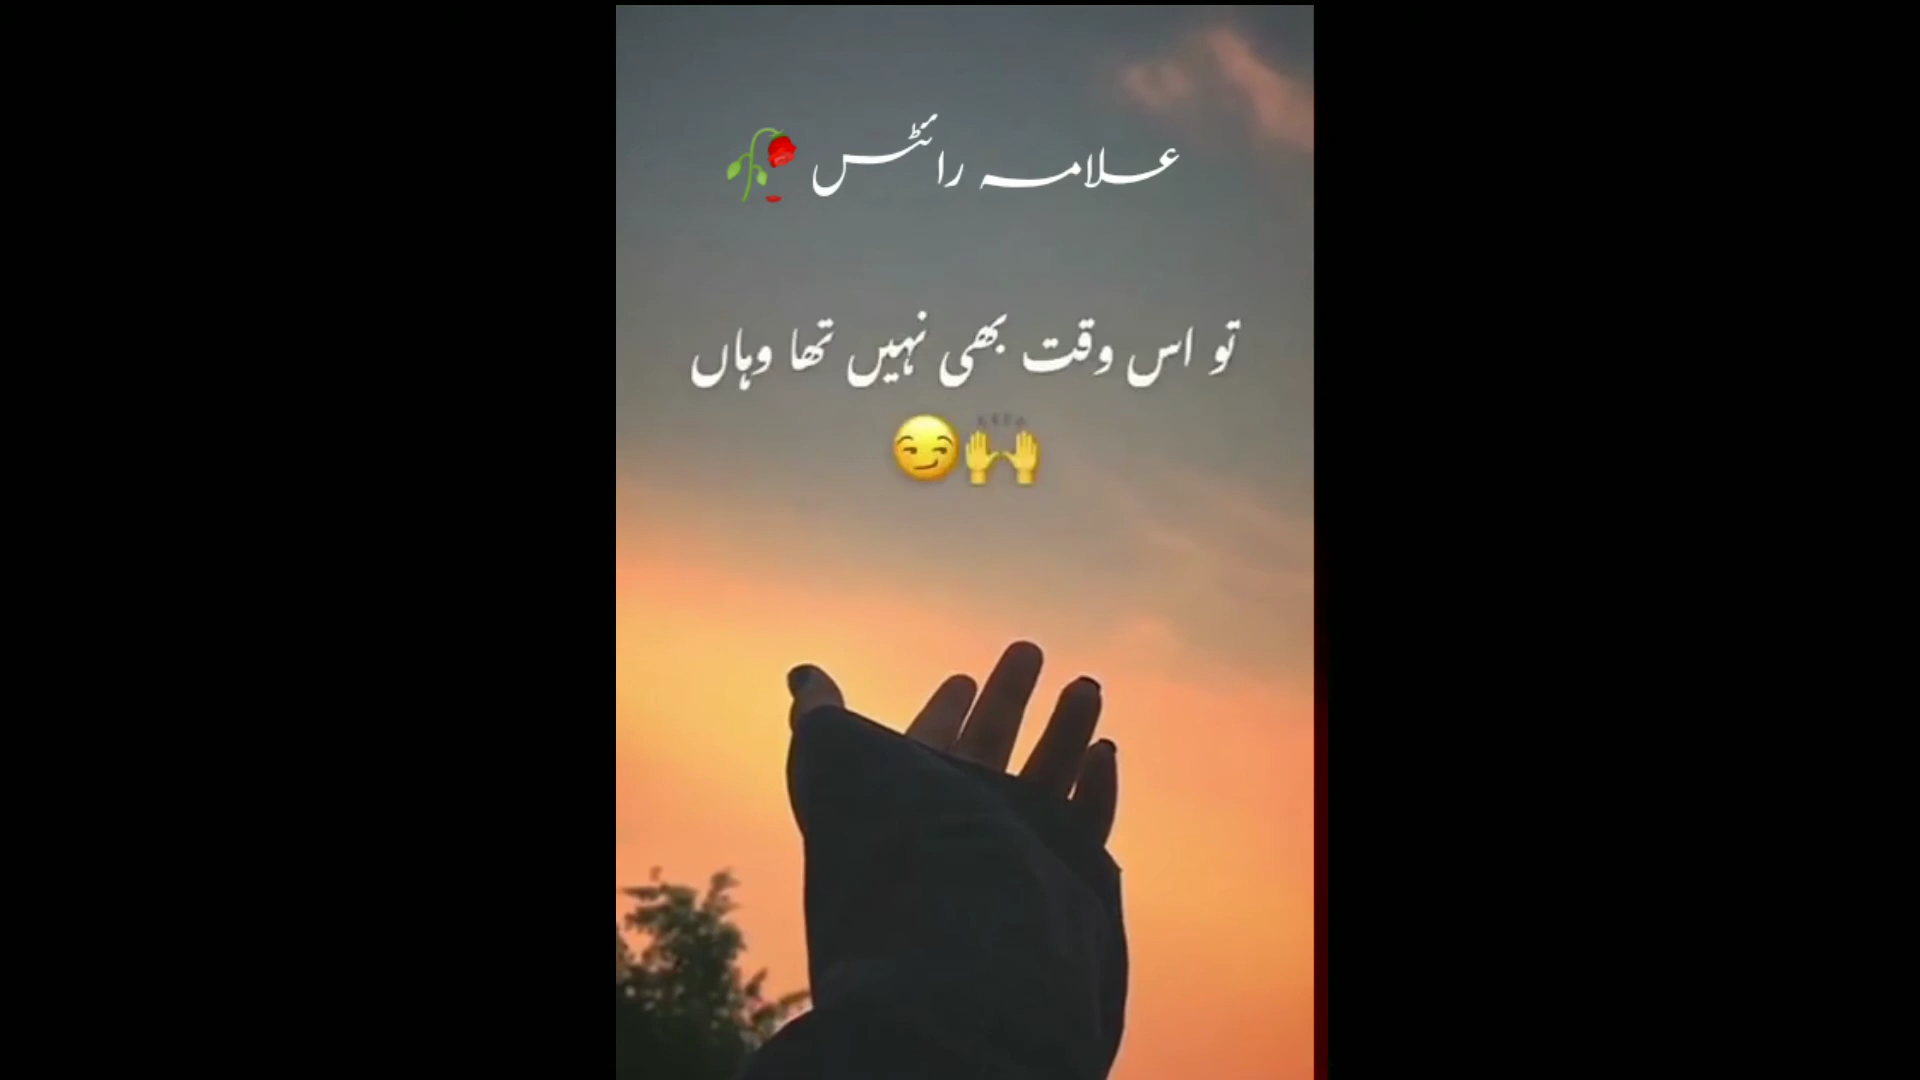 علامہ رائٹس 🥀
تو اس وقت بھی نہیں تھا وہاں
😏🙌